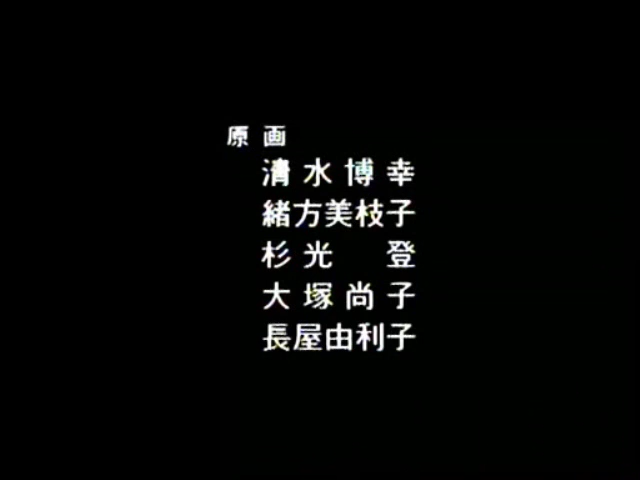 原画
清水博幸
緒方美枝子
杉光　登
大塚尚子
長屋由利子